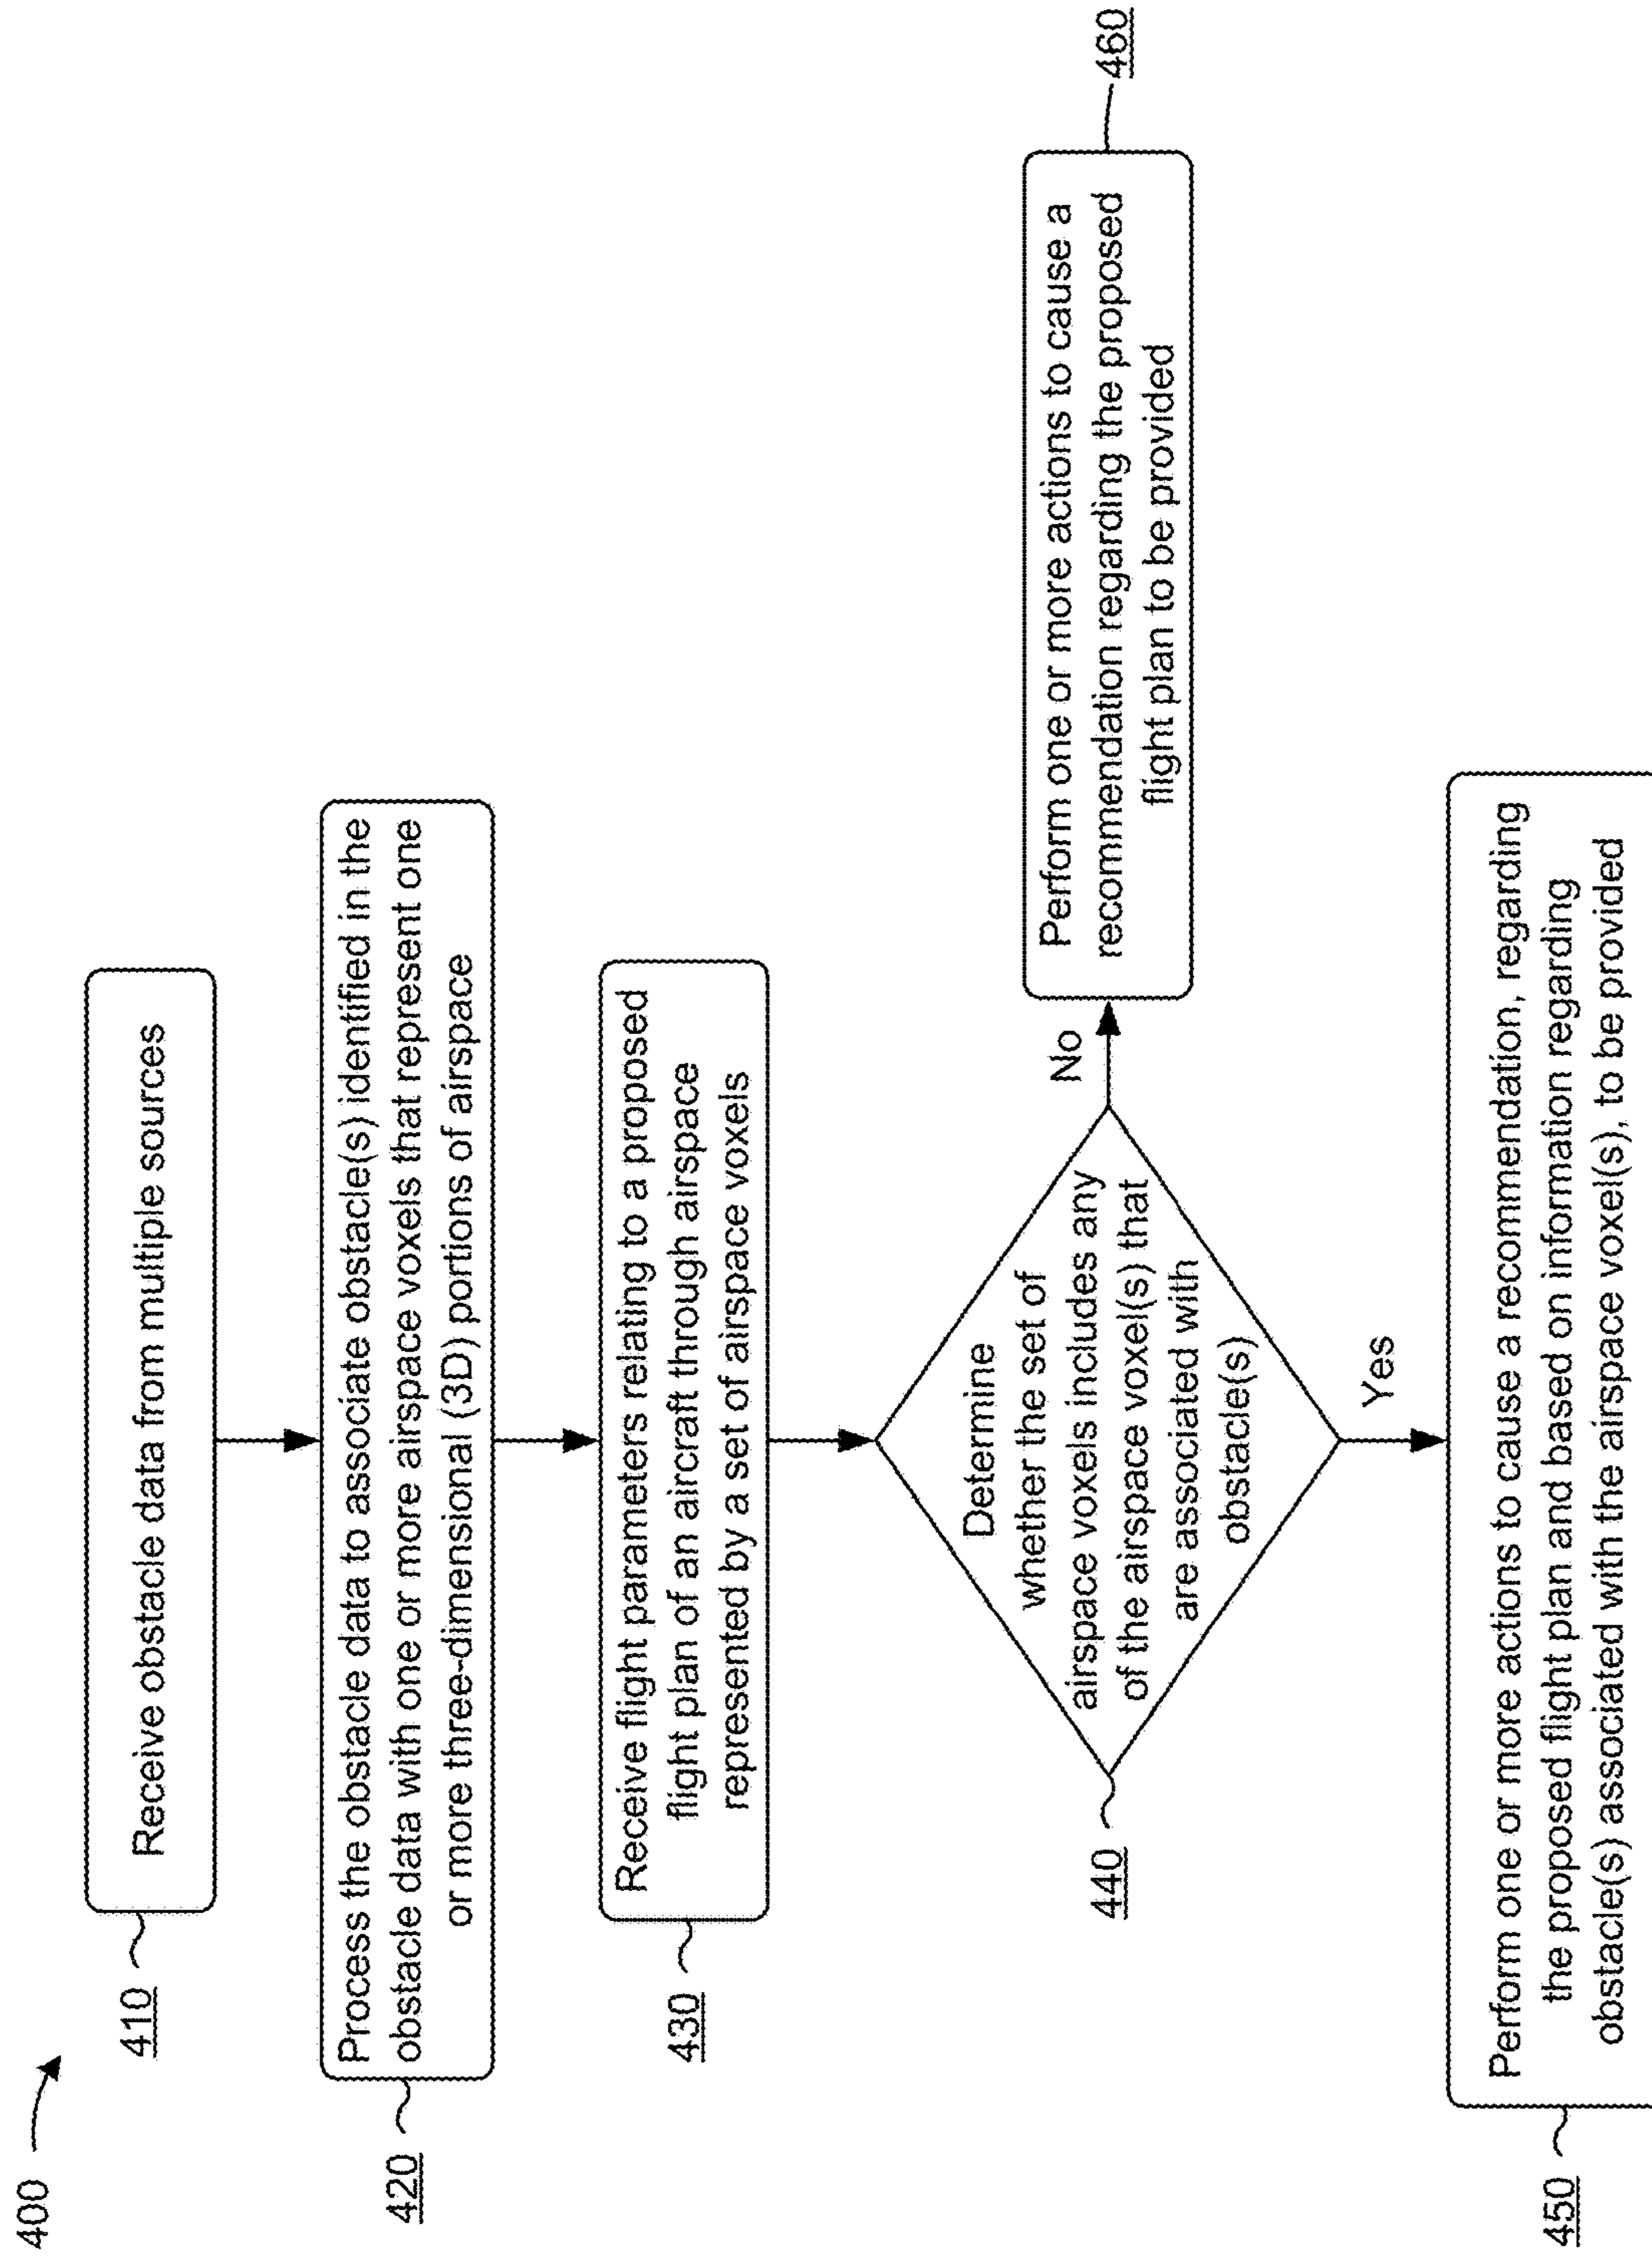 400
410
Receive obstacle data from multiple sources
420
Process the obstacle data to associate obstacle(s) identified in the
obstacle data with one or more airspace voxels that represent one
or more three-dimensional (3D) portions of airspace
430
Receive flight parameters relating to a proposed
flight plan of an aircraft through airspace
represented by a set of airspace voxels
440
Determine
whether the set of
airspace voxels includes any
of the airspace voxel(s) that
are associated with
obstacle(s)
No
460
Perform one or more actions to cause a
recommendation regarding the proposed
flight plan to be provided
Yes
450
Perform one or more actions to cause a recommendation, regarding
the proposed flight plan and based on information regarding
obstacle(s) associated with the airspace voxel(s), to be provided